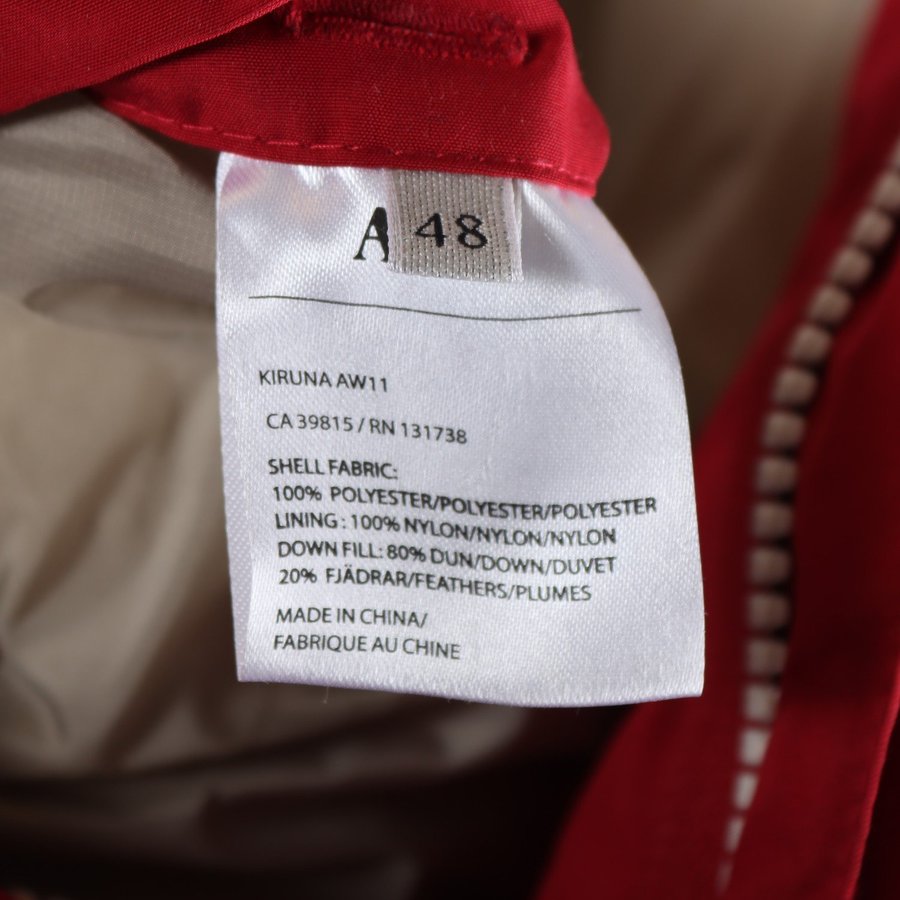 A
48
KIRUNA AW11
CA 39815 / RN 131738
SHELL FABRIC:
100% POLYESTER/POLYESTER/POLYESTER
LINING : 100% NYLON/NYLON/NYLON
DOWN FILL: 80% DUN/DOWN/DUVET
20% FJÄDRAR/FEATHERS/PLUMES
MADE IN CHINA/
FABRIQUE AU CHINE